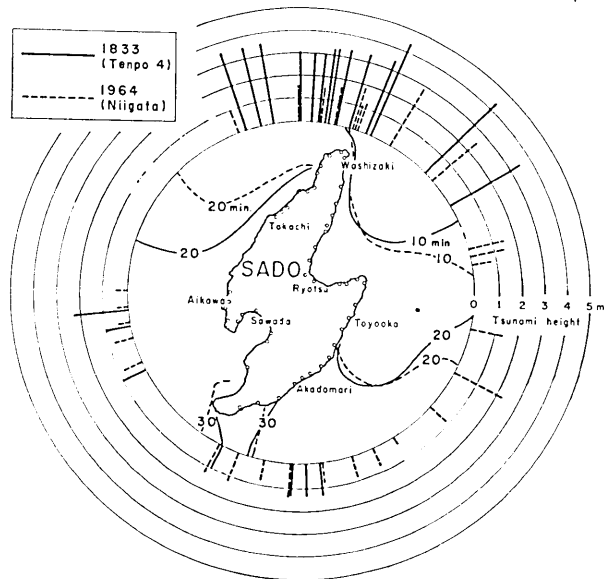 1833
(Tenpo 4)
1964
(Niigata)
Washizaki
20 min.
Takachi
20
10 min
10
SADO
Ryotsu
Aikawa
0 1 2 3 4 5 m
Tsunami height
Sawada
Toyooka
20
20
Akadomari
30
30